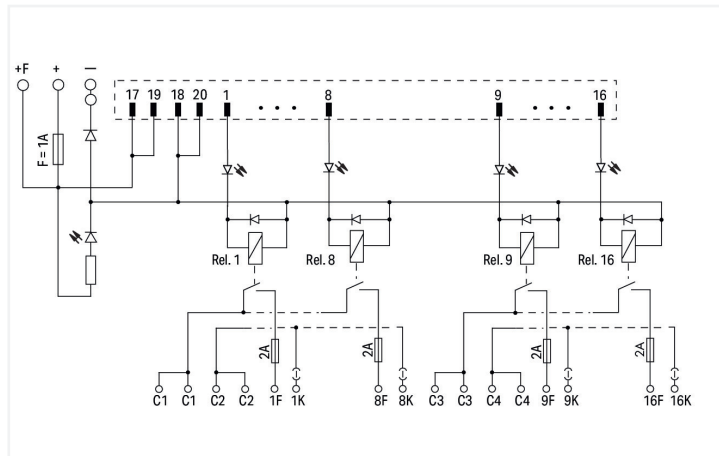 +F + —
17 19 18 20 1 • • • 8 9 • • • 16
F = 1A
Rel. 1 Rel. 8 Rel. 9 Rel. 16
2A 2A 2A 2A
C1 C1 C2 C2 1F 1K 8F 8K C3 C3 C4 C4 9F 9K 16F 16K